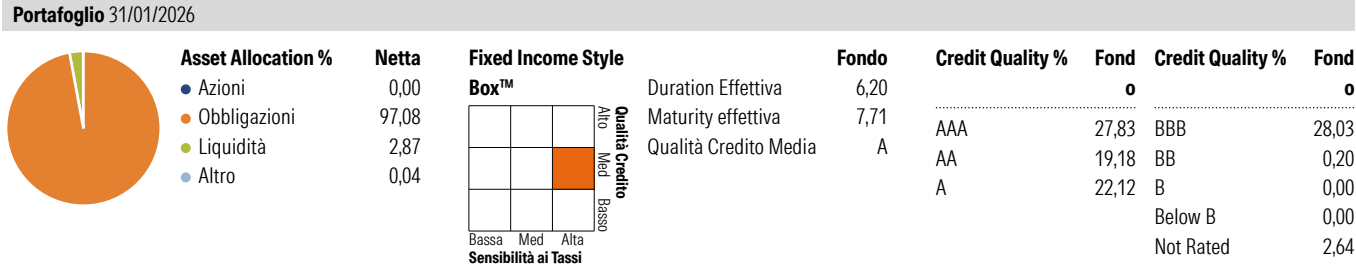 Portafoglio 31/01/2026
Asset Allocation % Netta
Azioni 0,00
Obbligazioni 97,08
Liquidità 2,87
Altro 0,04
Fixed Income Style
Box™
Alto Med Basso
Qualità Credito
Bassa Med Alta
Sensibilità ai Tassi
Fondo
Duration Effettiva 6,20
Maturity effettiva 7,71
Qualità Credito Media A
Credit Quality % Fond
o
AAA 27,83
AA 19,18
A 22,12
Credit Quality % Fond
o
BBB 28,03
BB 0,20
B 0,00
Below B 0,00
Not Rated 2,64